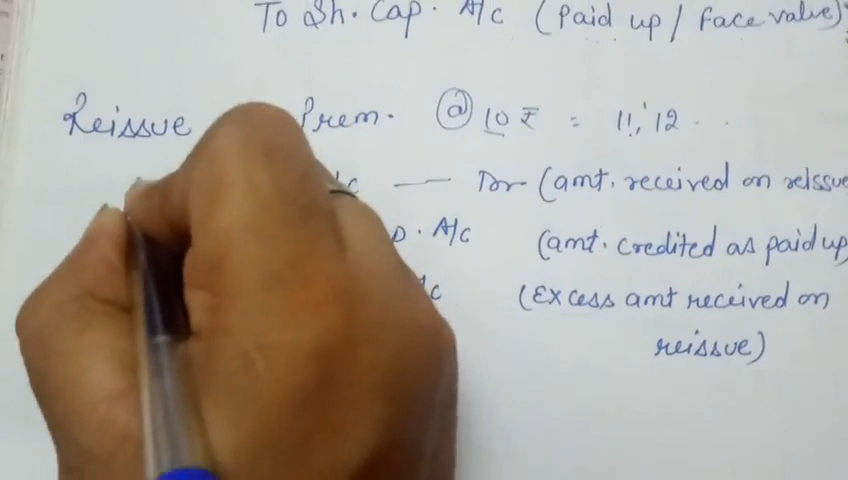 To Sh. Cap. A/c (Paid up / Face value)
Reissue Prem. @ 10 ₹ = 11, 12 ...
Dr (amt. received on reissue
A/c (amt. credited as paid up)
(Excess amt received on
reissue)